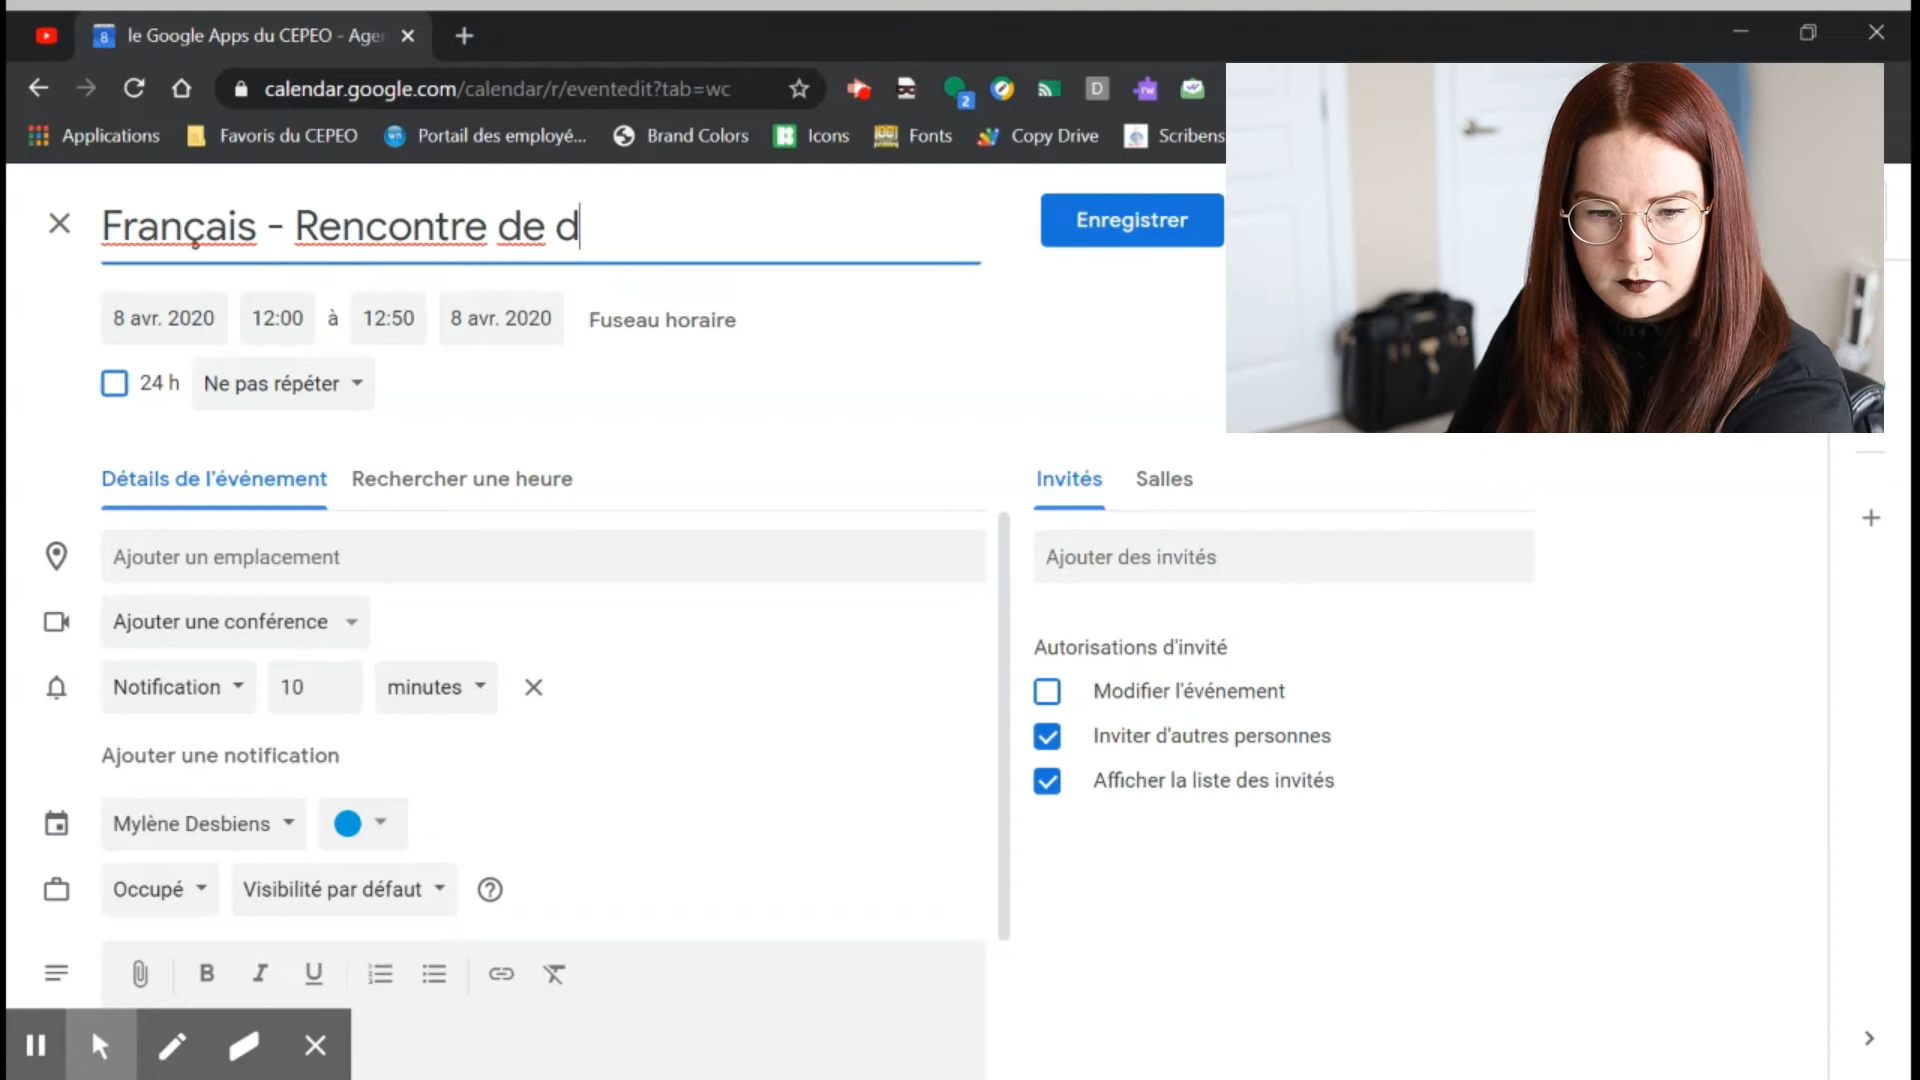 le Google Apps du CEPEO - Age
calendar.google.com/calendar/r/eventedit?tab=wc
2
D
rw
Applications
Favoris du CEPEO
Portail des employé...
Brand Colors
Icons
Fonts
Copy Drive
Scribens
Français - Rencontre de d
Enregistrer
8 avr. 2020
12:00
à
12:50
8 avr. 2020
Fuseau horaire
24 h
Ne pas répéter
Détails de l'événement
Rechercher une heure
Invités
Salles
Ajouter un emplacement
Ajouter des invités
Ajouter une conférence
Autorisations d'invité
Notification
10
minutes
Modifier l'événement
Inviter d'autres personnes
Ajouter une notification
Afficher la liste des invités
Mylène Desbiens
Occupé
Visibilité par défaut
B
I
U